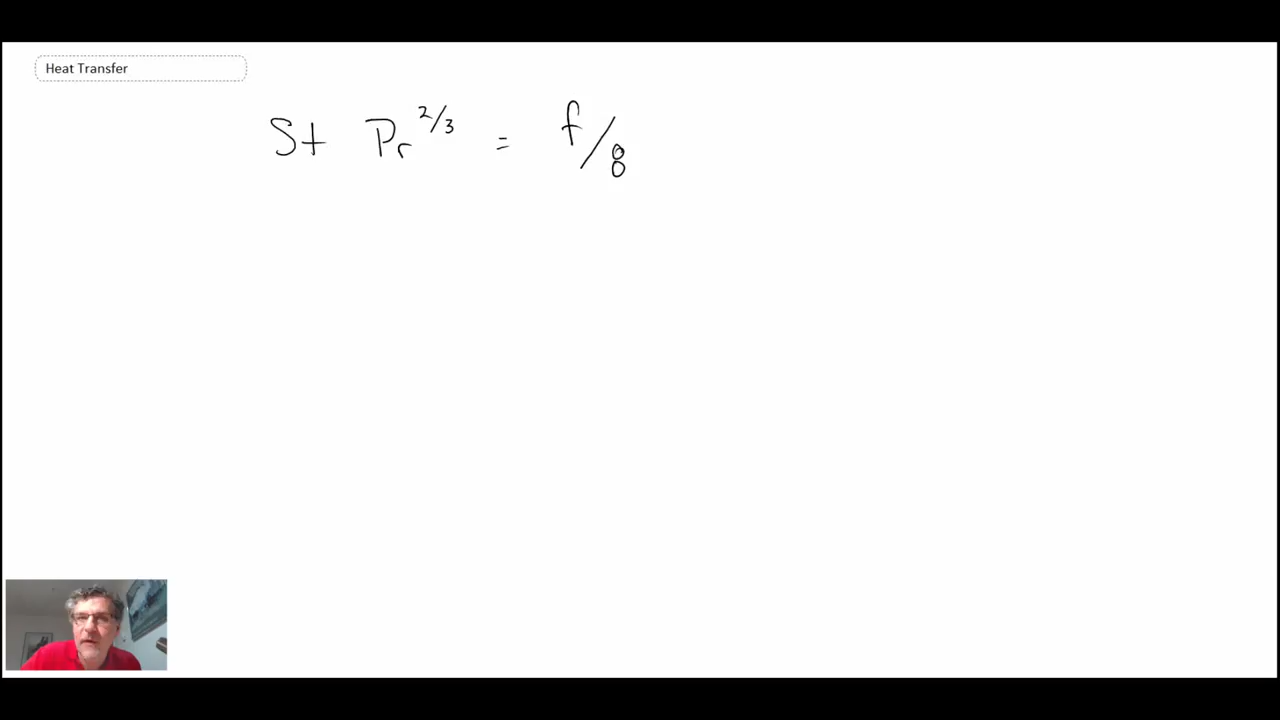 Heat Transfer
St Pr^2/3 = f/8